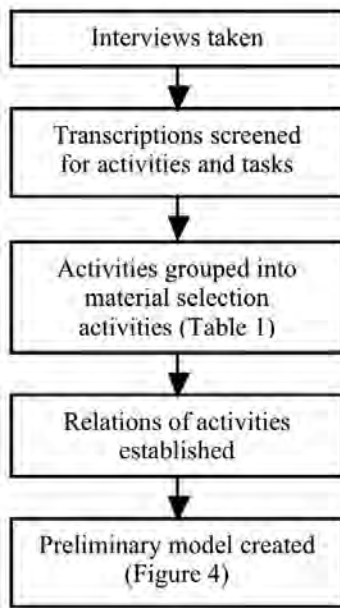 Interviews taken
Transcriptions screened
for activities and tasks
Activities grouped into
material selection
activities (Table 1)
Relations of activities
established
Preliminary model created
(Figure 4)